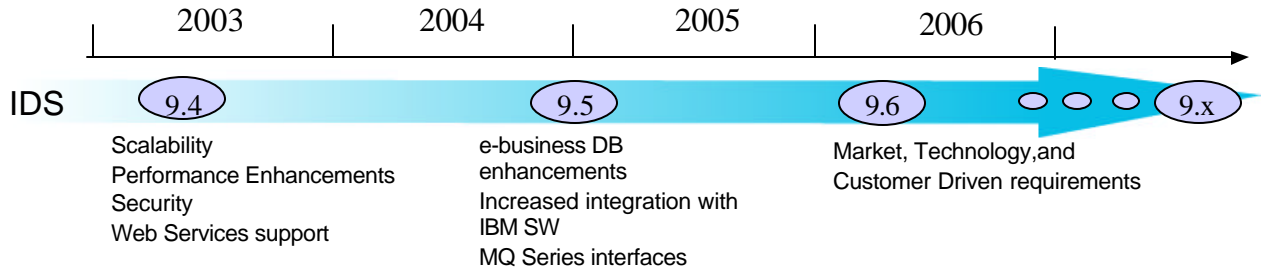 2003 2004 2005 2006
IDS 9.4 9.5 9.6 9.x
Scalability
Performance Enhancements
Security
Web Services support
e-business DB
enhancements
Increased integration with
IBM SW
MQ Series interfaces
Market, Technology,and
Customer Driven requirements